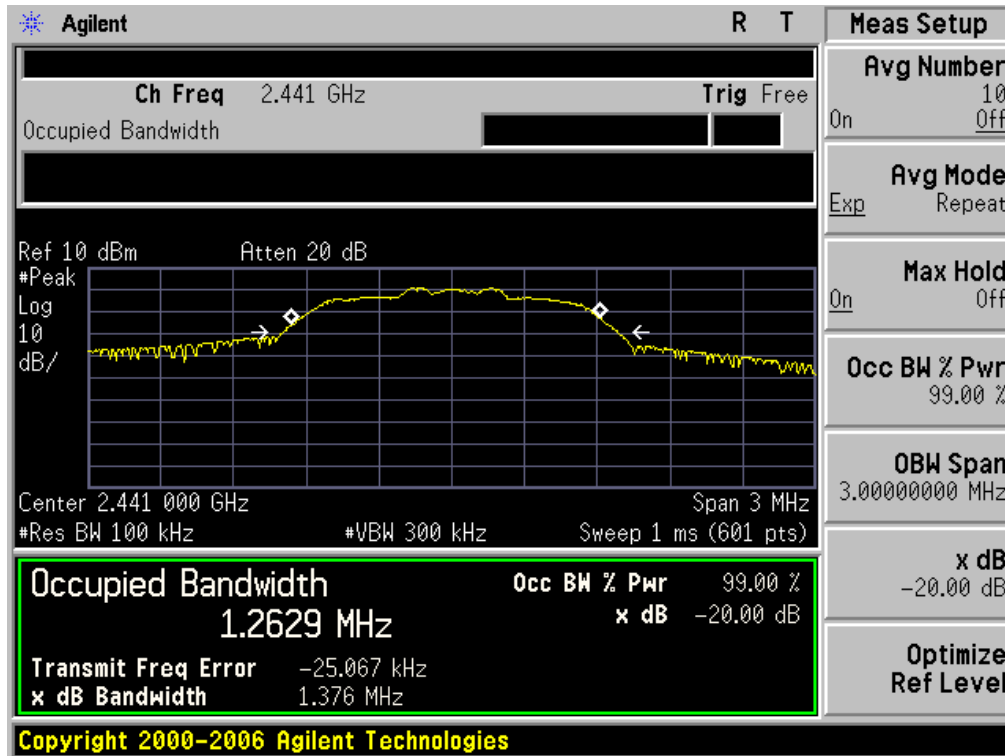 Agilent R T
Ch Freq 2.441 GHz Trig Free
Occupied Bandwidth
Ref 10 dBm Atten 20 dB
#Peak
Log
10
dB/
Center 2.441 000 GHz Span 3 MHz
#Res BW 100 kHz #VBW 300 kHz Sweep 1 ms (601 pts)
Occupied Bandwidth
1.2629 MHz
Occ BW % Pwr 99.00 %
x dB -20.00 dB
Transmit Freq Error -25.067 kHz
x dB Bandwidth 1.376 MHz
Meas Setup
Avg Number
10
On Off
Avg Mode
Exp Repeat
Max Hold
On Off
Occ BW % Pwr
99.00 %
OBW Span
3.00000000 MHz
x dB
-20.00 dB
Optimize
Ref Level
Copyright 2000-2006 Agilent Technologies